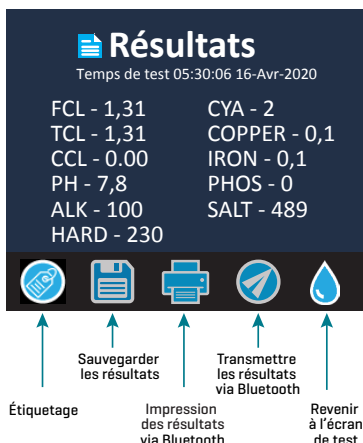 Résultats
Temps de test 05:30:06 16-Avr-2020
FCL - 1,31
TCL - 1,31
CCL - 0.00
PH - 7,8
ALK - 100
HARD - 230
CYA - 2
COPPER - 0,1
IRON - 0,1
PHOS - 0
SALT - 489
Sauvegarder
les résultats
Transmettre
les résultats
via Bluetooth
Étiquetage
Impression
des résultats
via Bluetooth
Revenir
à l'écran
de test